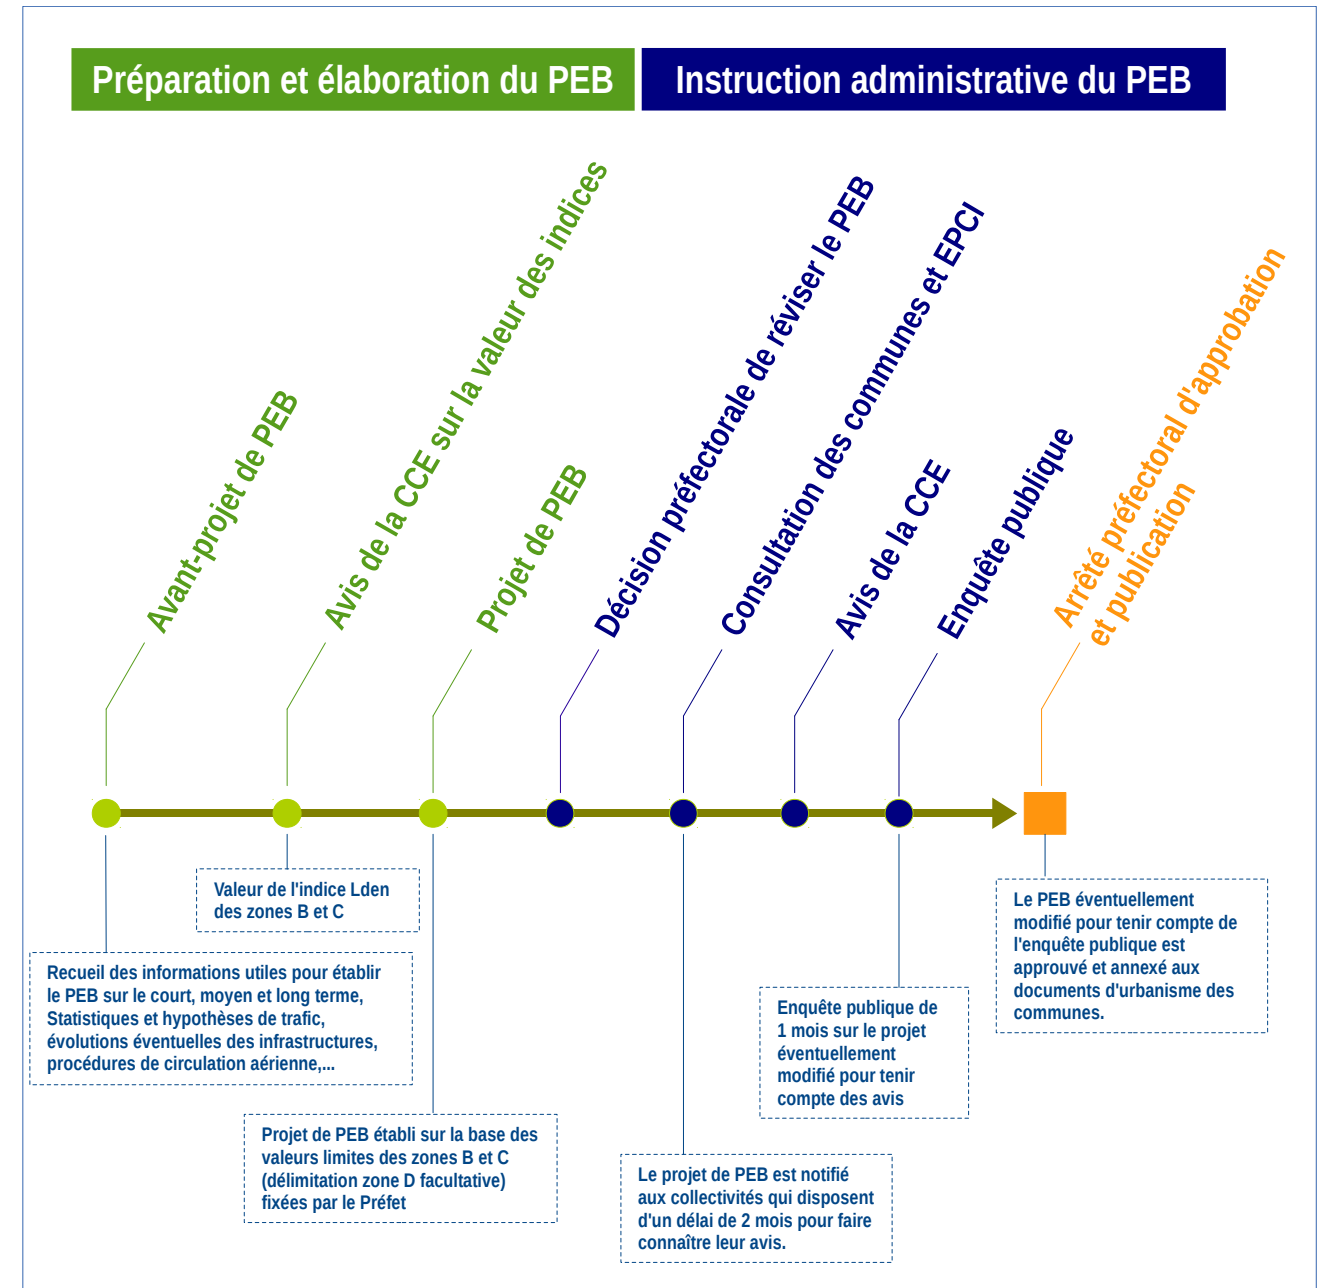 Préparation et élaboration du PEB
Instruction administrative du PEB
Avant-projet de PEB
Avis de la CCE sur la valeur des indices
Projet de PEB
Décision préfectorale de réviser le PEB
Consultation des communes et EPCI
Avis de la CCE
Enquête publique
Arrêté préfectoral d'approbation
et publication
Valeur de l'indice Lden
des zones B et C
Recueil des informations utiles pour établir
le PEB sur le court, moyen et long terme,
Statistiques et hypothèses de trafic,
évolutions éventuelles des infrastructures,
procédures de circulation aérienne,...
Projet de PEB établi sur la base des
valeurs limites des zones B et C
(délimitation zone D facultative)
fixées par le Préfet
Le projet de PEB est notifié
aux collectivités qui disposent
d'un délai de 2 mois pour faire
connaître leur avis.
Enquête publique de
1 mois sur le projet
éventuellement
modifié pour tenir
compte des avis
Le PEB éventuellement
modifié pour tenir compte de
l'enquête publique est
approuvé et annexé aux
documents d'urbanisme des
communes.